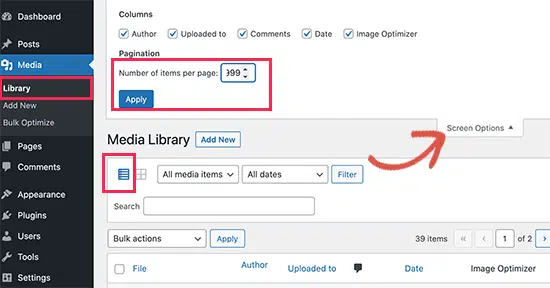 Dashboard
Posts
Media
Library
Add New
Bulk Optimize
Pages
Comments
Appearance
Plugins
Users
Tools
Settings
Columns
Author Uploaded to Comments Date Image Optimizer
Pagination
Number of items per page: 999
Apply
Screen Options
Media Library Add New
All media items All dates Filter
Search
Bulk actions Apply 39 items « ‹ 1 of 2 ›
File Author Uploaded to Date Image Optimizer